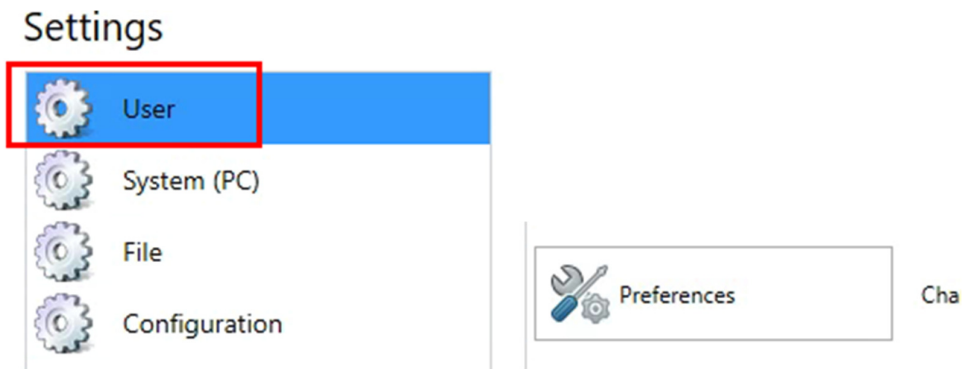 Settings
User
System (PC)
File
Configuration
Preferences
Cha